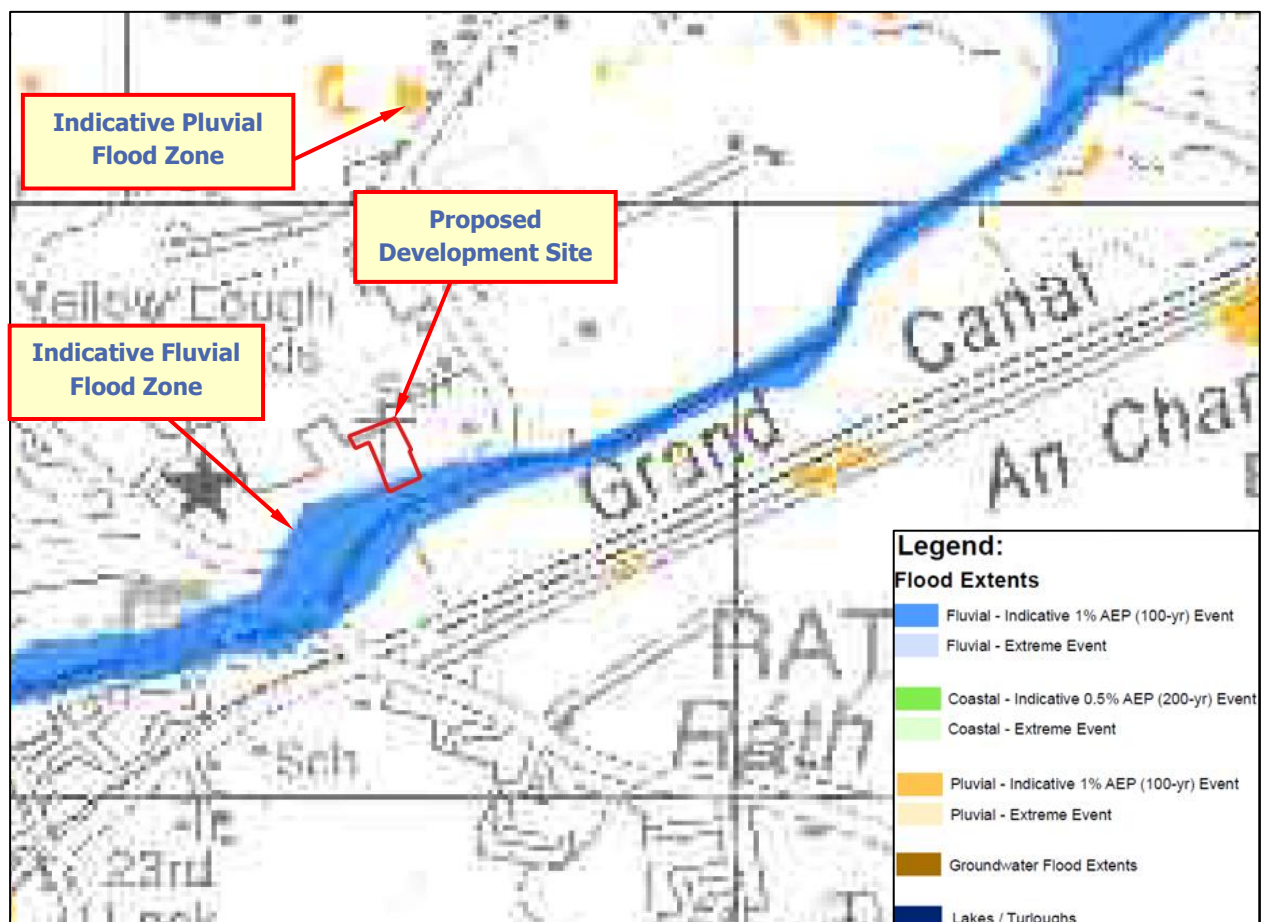 Indicative Pluvial
Flood Zone
Proposed
Development Site
Yellow Lough
Indicative Fluvial
Flood Zone
Grand Canal
An Char
RAT
Ráth
Sch
23rd
Lock
Legend:
Flood Extents
Fluvial - Indicative 1% AEP (100-yr) Event
Fluvial - Extreme Event
Coastal - Indicative 0.5% AEP (200-yr) Event
Coastal - Extreme Event
Pluvial - Indicative 1% AEP (100-yr) Event
Pluvial - Extreme Event
Groundwater Flood Extents
Lakes / Turloughs